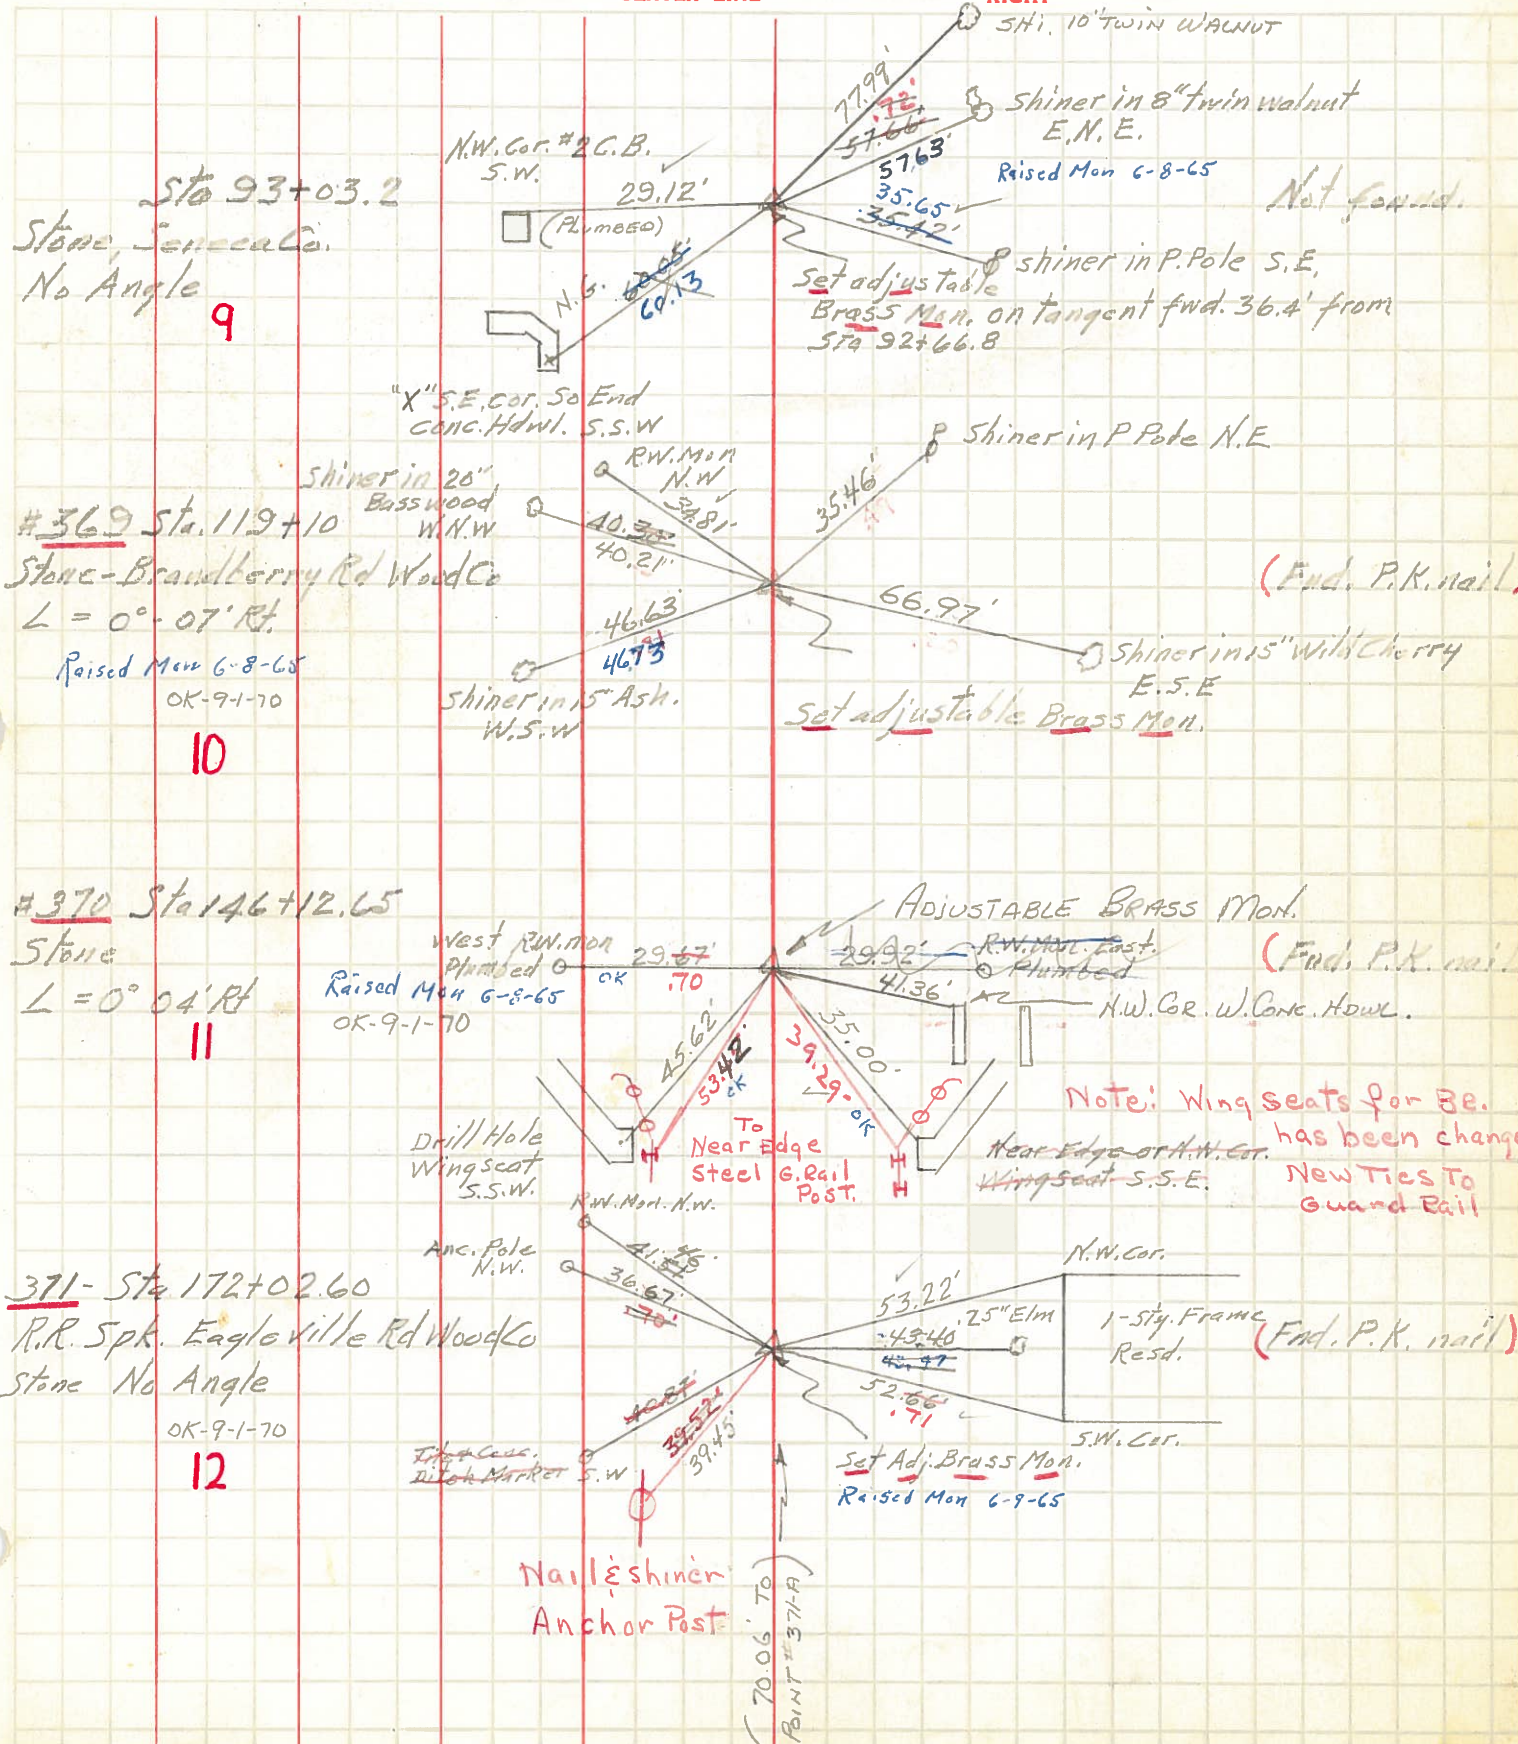 SHi. 10" TWIN WALNUT
77.99'
.72'
57.66'
57.63'
Shiner in 8" twin walnut
E.N.E.
Raised Mon 6-8-65
N.W. Cor. #2 C.B.
S.W.
29.12'
(PLUMBED)
35.65
35.42'
Not found.
Sta 93+03.2
Stone, Seneca Co.
No Angle
9
N.G.
60.13
shiner in P. Pole S.E.
Set adjustable
Brass Mon. on tangent fwd. 36.4' from
Sta 92+66.8
"X" S.E. cor. So End
conc. Hdwl. S.S.W
R.W. Mon
N.W
34.81'
Shiner in P Pole N.E
35.46'
shiner in 20"
Basswood
W.N.W
40.21'
#369 Sta. 119+10
Stone-Brandberry Rd Wood Co
L = 0°-07' Rt.
Raised Mon 6-8-65
OK-9-1-70
10
46.63'
46.73
shiner in 15" Ash.
W.S.W
66.97'
(Fnd. P.K. nail)
Shiner in 15" Wild Cherry
E.S.E
Set adjustable Brass Mon.
#370 Sta 146+12.65
Stone
L = 0° 04' Rt
11
Raised Mon 6-8-65
OK-9-1-70
ADJUSTABLE BRASS MON.
West R.W. mon
Plumbed
29.67'
OK
.70
29.92'
R.W. Mon. East.
Plumbed
(Fnd. P.K. nail
41.36'
N.W. COR. W. CONC. HDWL.
45.62'
53.42'
OK
35.00
39.29
OK
Drill Hole
Wingseat
S.S.W.
To
Near Edge
Steel G. Rail
Post.
Near Edge or N.W. Cor.
Wingseat S.S.E.
Note: Wing seats for Be.
has been change
New Ties To
Guard Rail
R.W. Mon. N.W.
Anc. Pole
N.W.
36.67'
.70'
371- Sta 172+02.60
R.R. Spk. Eagleville Rd Wood Co
Stone No Angle
OK-9-1-70
12
N.W. Cor.
53.22'
25" Elm
43.40
1-Sty. Frame
Resd.
(Fnd. P.K. nail)
52.66'
.71
S.W. Cor.
39.52'
39.45'
Ditch Marker S.W
Set Adj. Brass Mon.
Raised Mon 6-9-65
Nail & shiner
Anchor Post
(70.06' TO
POINT # 371-A)